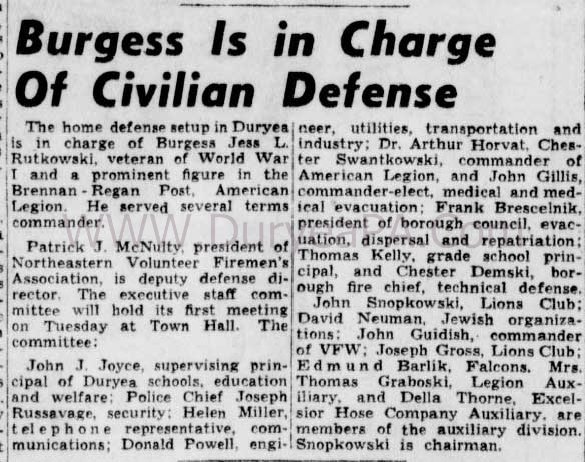 Burgess Is in Charge
Of Civilian Defense
The home defense setup in Duryea
is in charge of Burgess Jess L.
Rutkowski, veteran of World War
I and a prominent figure in the
Brennan-Regan Post, American
Legion. He served several terms
commander.
Patrick J. McNulty, president of
Northeastern Volunteer Firemen's
Association, is deputy defense di-
rector. The executive staff com-
mittee will hold its first meeting
on Tuesday at Town Hall. The
committee:
John J. Joyce, supervising prin-
cipal of Duryea schools, education
and welfare; Police Chief Joseph
Russavage, security; Helen Miller,
telephone representative, com-
munications; Donald Powell, engi-
neer, utilities, transportation and
industry; Dr. Arthur Horvat, Ches-
ter Swantkowski, commander of
American Legion, and John Gillis,
commander-elect, medical and med-
ical evacuation; Frank Brescelnik,
president of borough council, evac-
uation, dispersal and repatriation;
Thomas Kelly, grade school prin-
cipal, and Chester Demski, bor-
ough fire chief, technical defense.
John Snopkowski, Lions Club;
David Neuman, Jewish organiza-
tions; John Guidish, commander
of VFW; Joseph Gross, Lions Club;
Edmund Barlik, Falcons. Mrs.
Thomas Graboski, Legion Aux-
iliary, and Della Thorne, Excel-
sior Hose Company Auxiliary, are
members of the auxiliary division.
Snopkowski is chairman.
WWW.DuryeaPA.Com